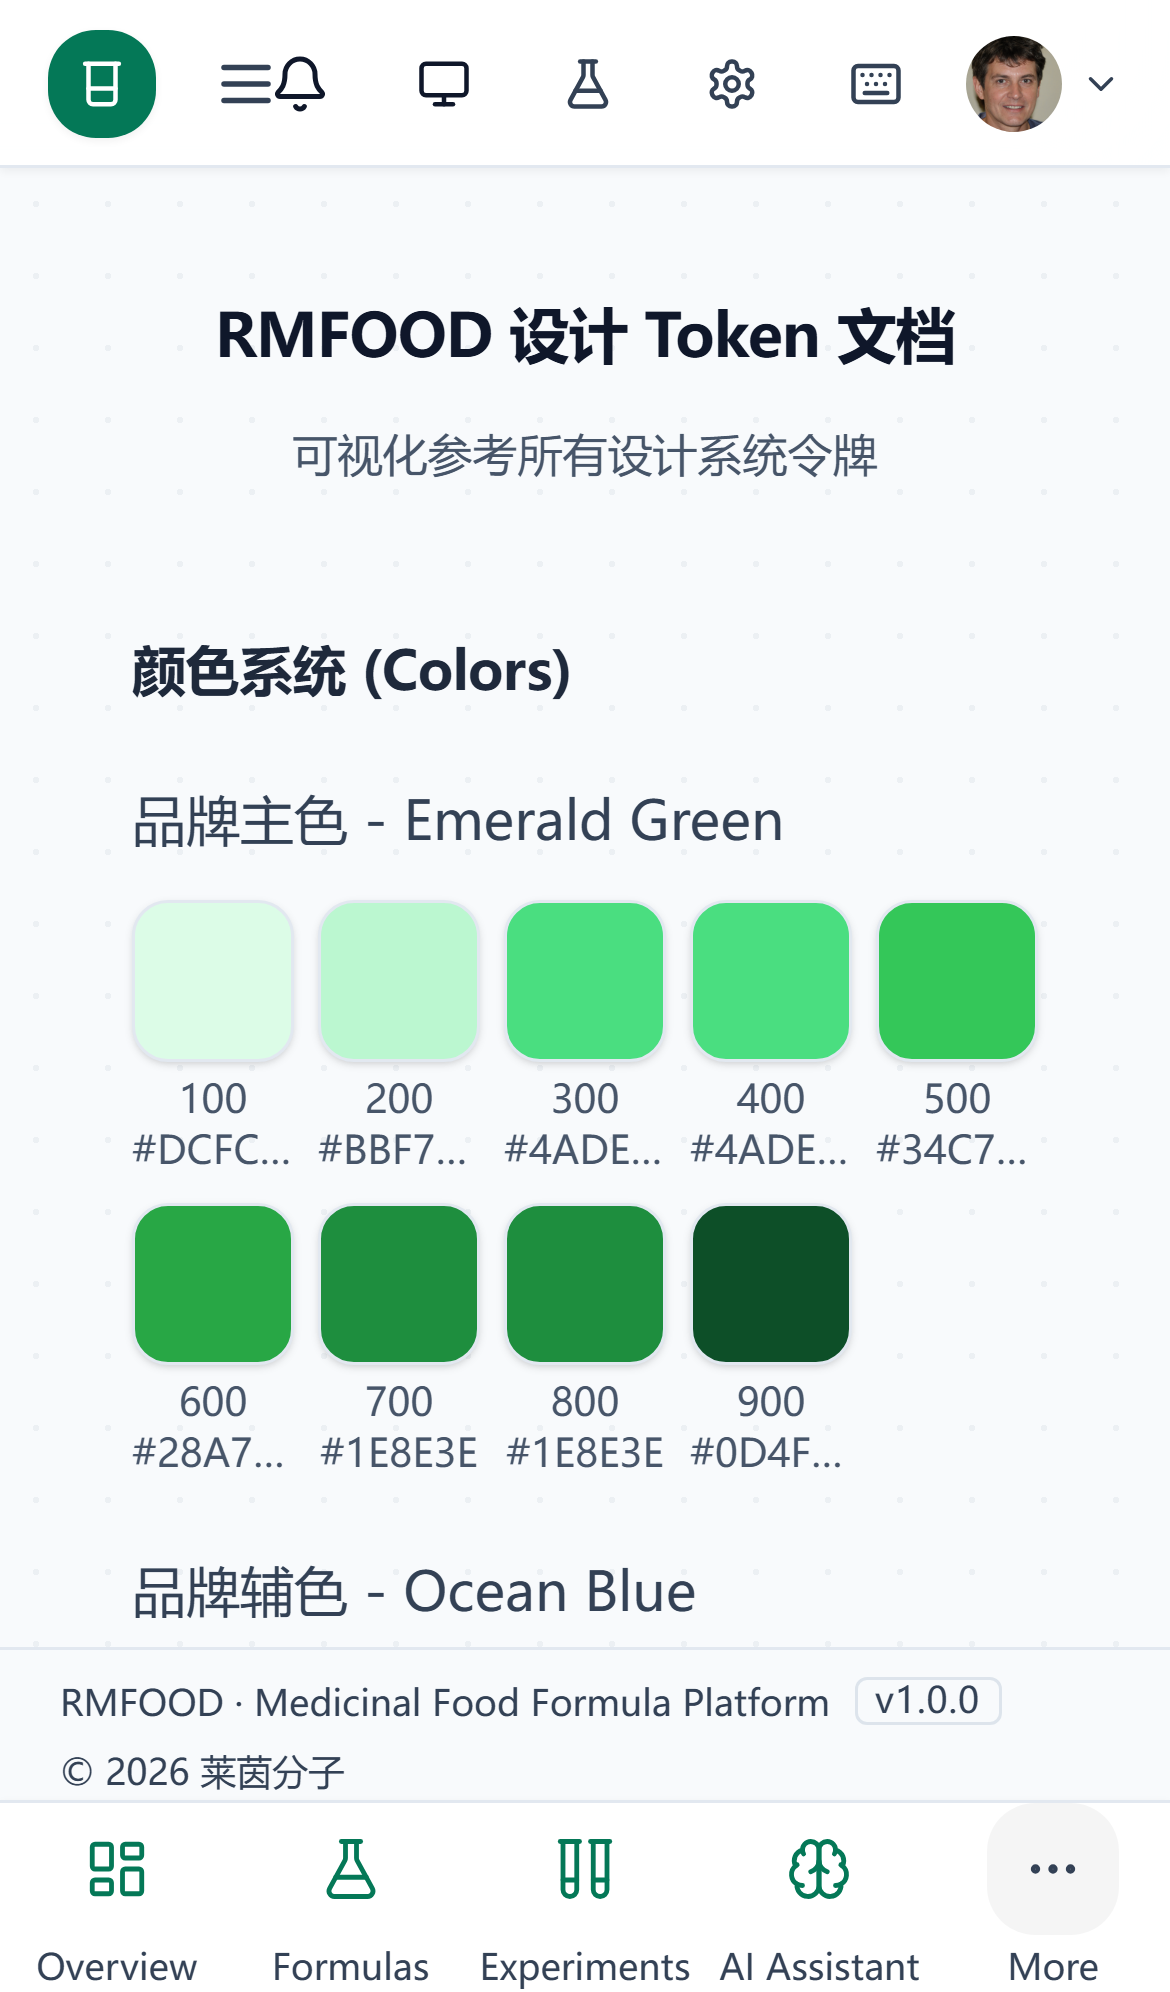 RMFOOD 设计 Token 文档
可视化参考所有设计系统令牌
颜色系统 (Colors)
品牌主色 - Emerald Green
100 200 300 400 500
#DCFC... #BBF7... #4ADE... #4ADE... #34C7...
600 700 800 900
#28A7... #1E8E3E #1E8E3E #0D4F...
品牌辅色 - Ocean Blue
RMFOOD · Medicinal Food Formula Platform v1.0.0
© 2026 莱茵分子
Overview Formulas Experiments AI Assistant More